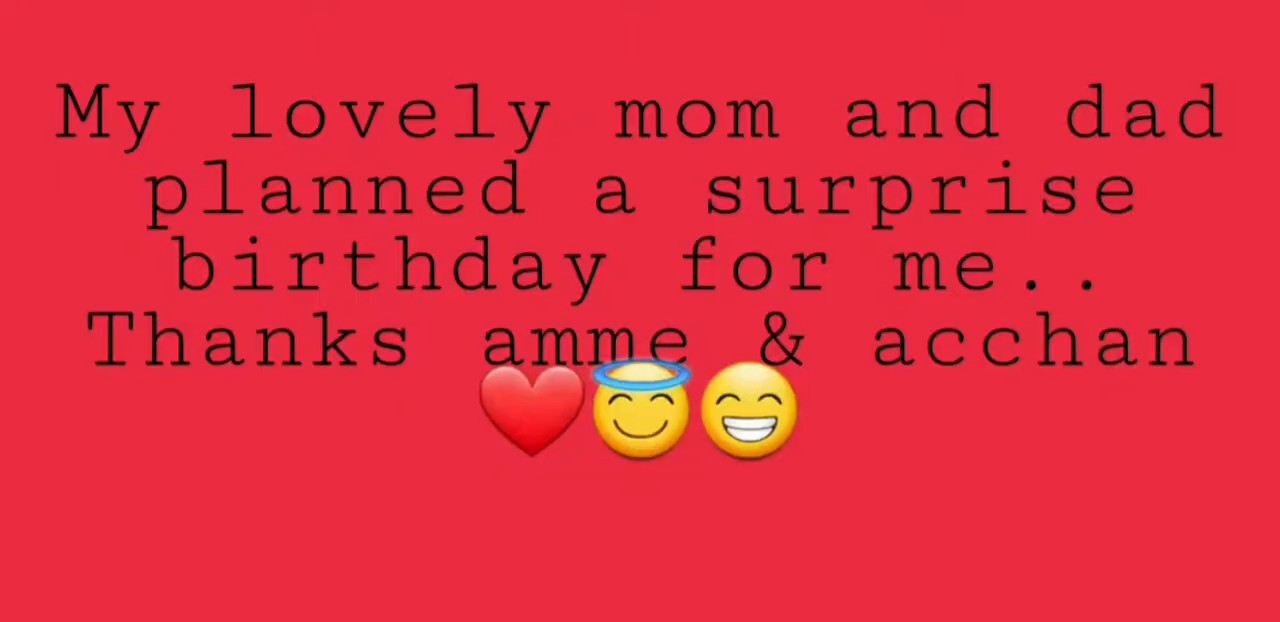 My lovely mom and dad
planned a surprise
birthday for me..
Thanks amme & acchan
❤️😇😁